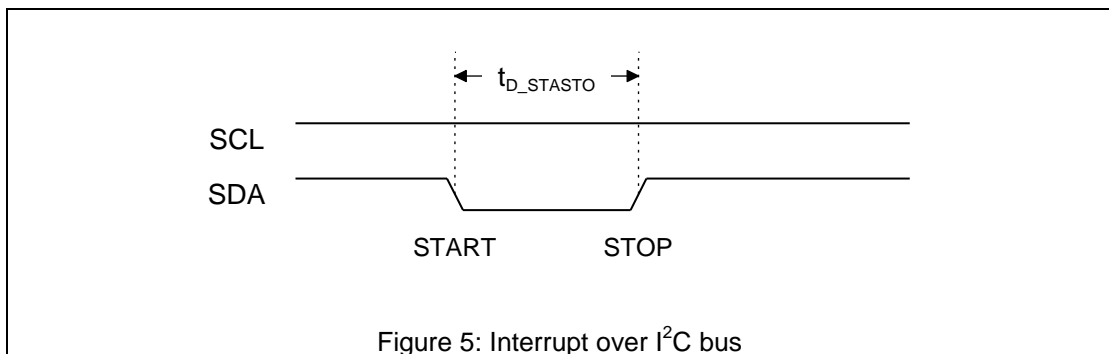 t_D_STASTO
SCL
SDA
START STOP
Figure 5: Interrupt over I²C bus